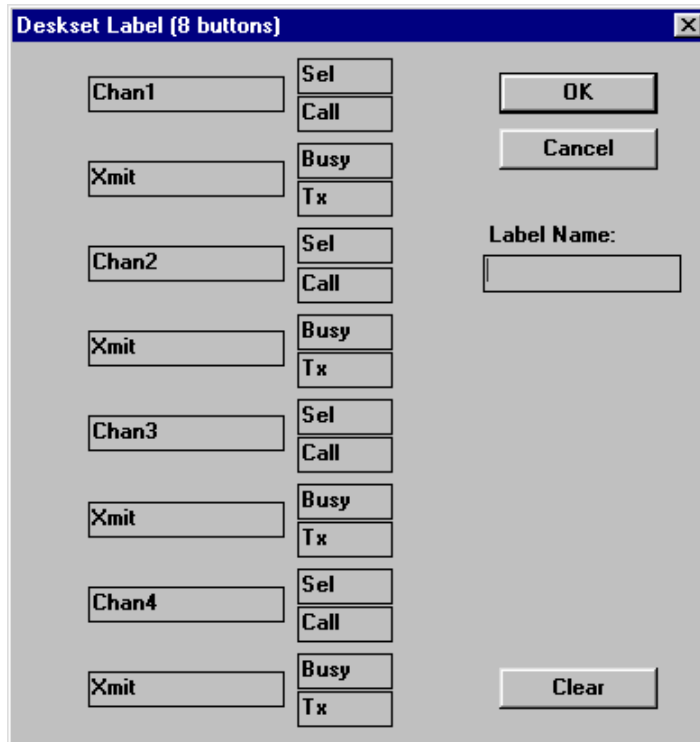 Deskset Label (8 buttons)
Chan1
Sel
Call
OK
Cancel
Xmit
Busy
Tx
Chan2
Sel
Call
Label Name:
Xmit
Busy
Tx
Chan3
Sel
Call
Xmit
Busy
Tx
Chan4
Sel
Call
Xmit
Busy
Tx
Clear